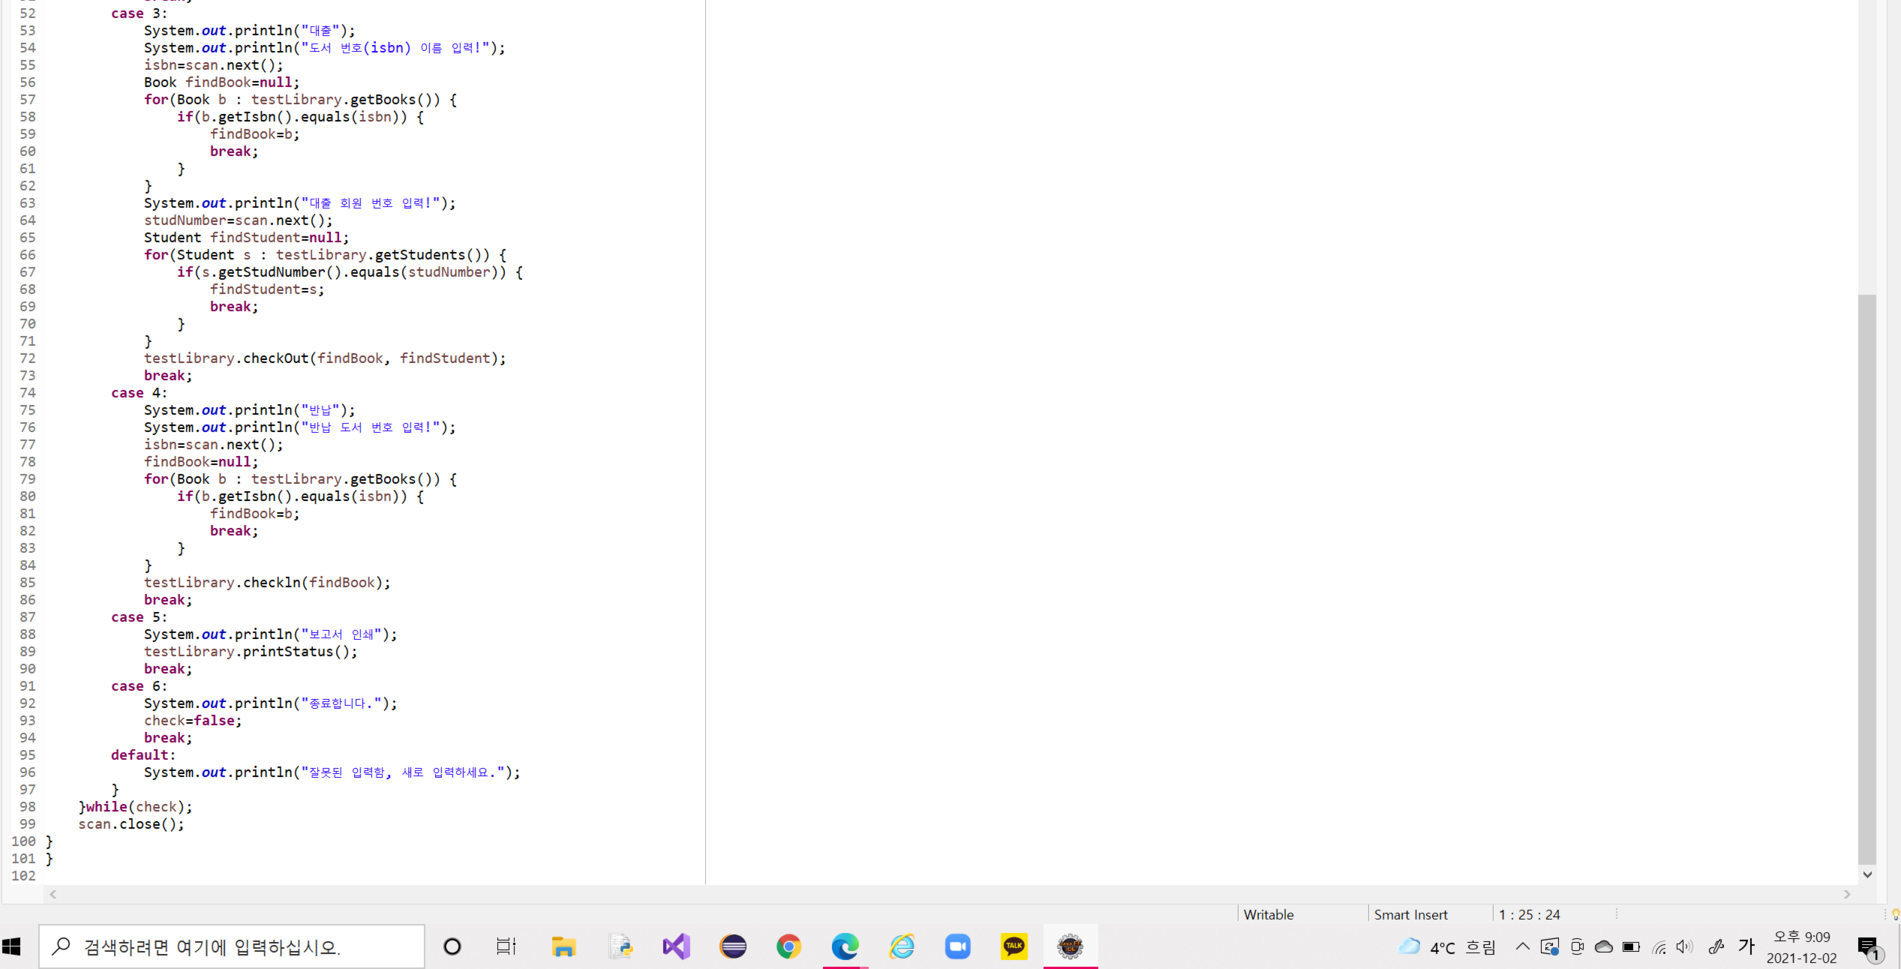 52 case 3:
53 System.out.println("대출");
54 System.out.println("도서 번호(isbn) 이름 입력!");
55 isbn=scan.next();
56 Book findBook=null;
57 for(Book b : testLibrary.getBooks()) {
58 if(b.getIsbn().equals(isbn)) {
59 findBook=b;
60 break;
61 }
62 }
63 System.out.println("대출 회원 번호 입력!");
64 studNumber=scan.next();
65 Student findStudent=null;
66 for(Student s : testLibrary.getStudents()) {
67 if(s.getStudNumber().equals(studNumber)) {
68 findStudent=s;
69 break;
70 }
71 }
72 testLibrary.checkOut(findBook, findStudent);
73 break;
74 case 4:
75 System.out.println("반납");
76 System.out.println("반납 도서 번호 입력!");
77 isbn=scan.next();
78 findBook=null;
79 for(Book b : testLibrary.getBooks()) {
80 if(b.getIsbn().equals(isbn)) {
81 findBook=b;
82 break;
83 }
84 }
85 testLibrary.checkln(findBook);
86 break;
87 case 5:
88 System.out.println("보고서 인쇄");
89 testLibrary.printStatus();
90 break;
91 case 6:
92 System.out.println("종료합니다.");
93 check=false;
94 break;
95 default:
96 System.out.println("잘못된 입력함, 새로 입력하세요.");
97 }
98 }while(check);
99 scan.close();
100 }
101 }
102
Writable Smart Insert 1 : 25 : 24
검색하려면 여기에 입력하십시오.
TALK
4°C 흐림
가
오후 9:09
2021-12-02
1